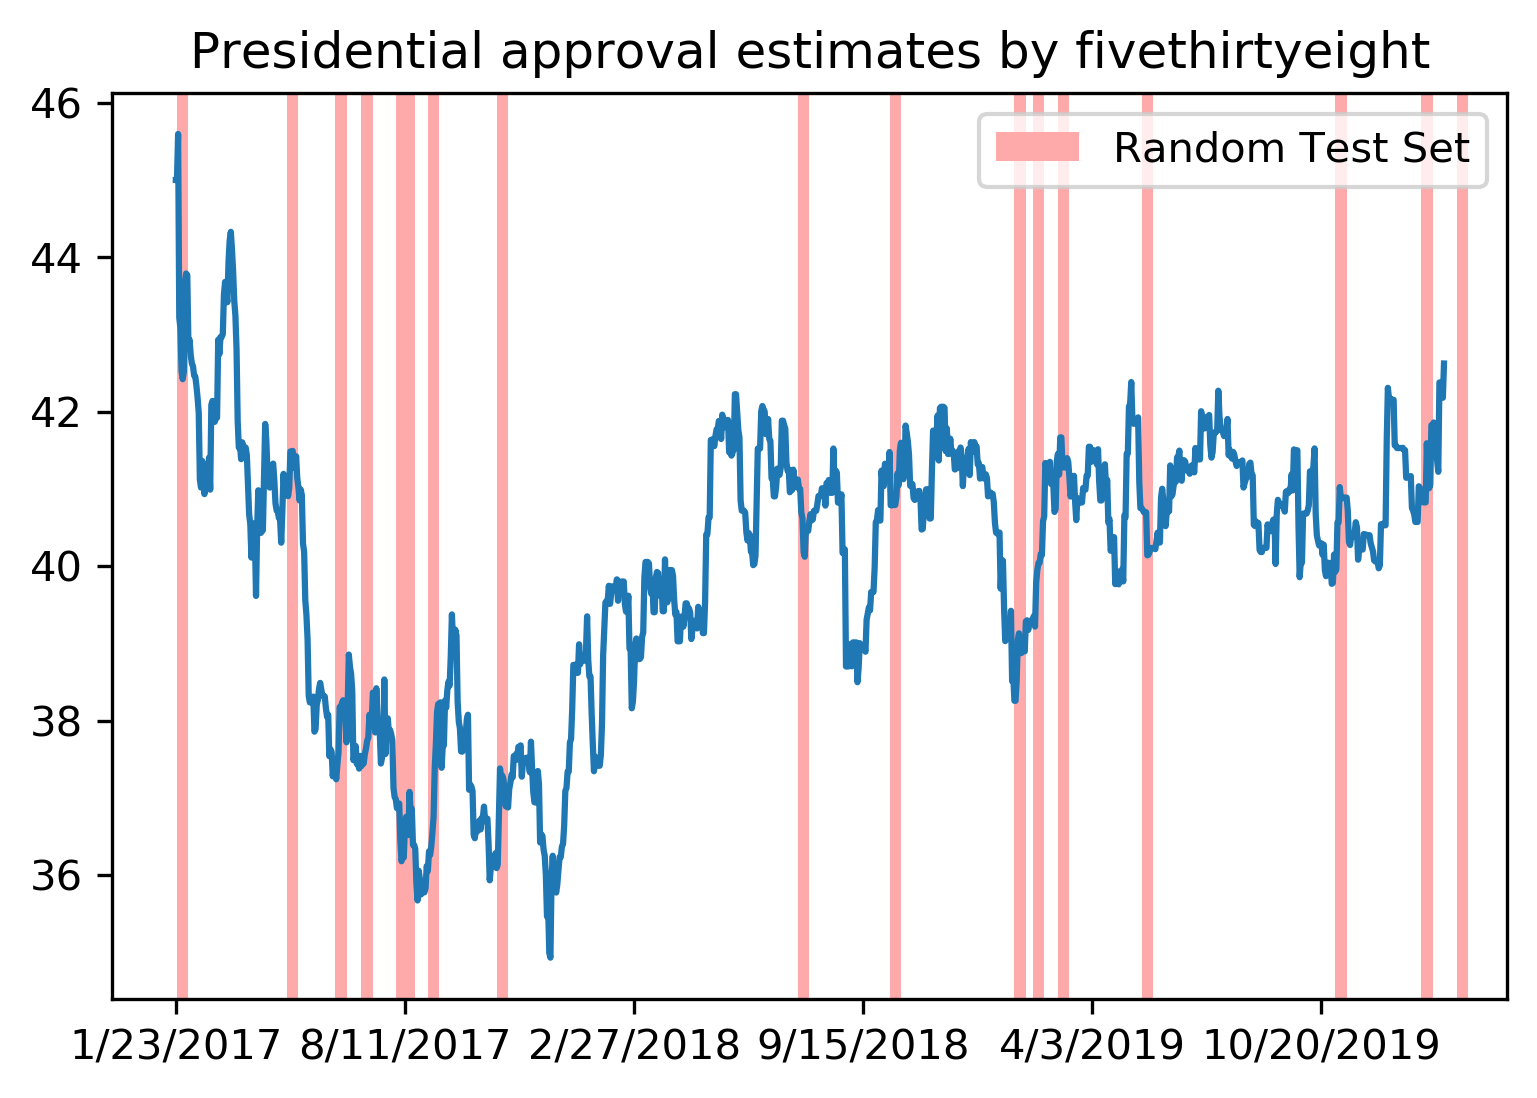 Presidential approval estimates by fivethirtyeight
46
44
42
40
38
36
Random Test Set
1/23/2017 8/11/2017 2/27/2018 9/15/2018 4/3/2019 10/20/2019